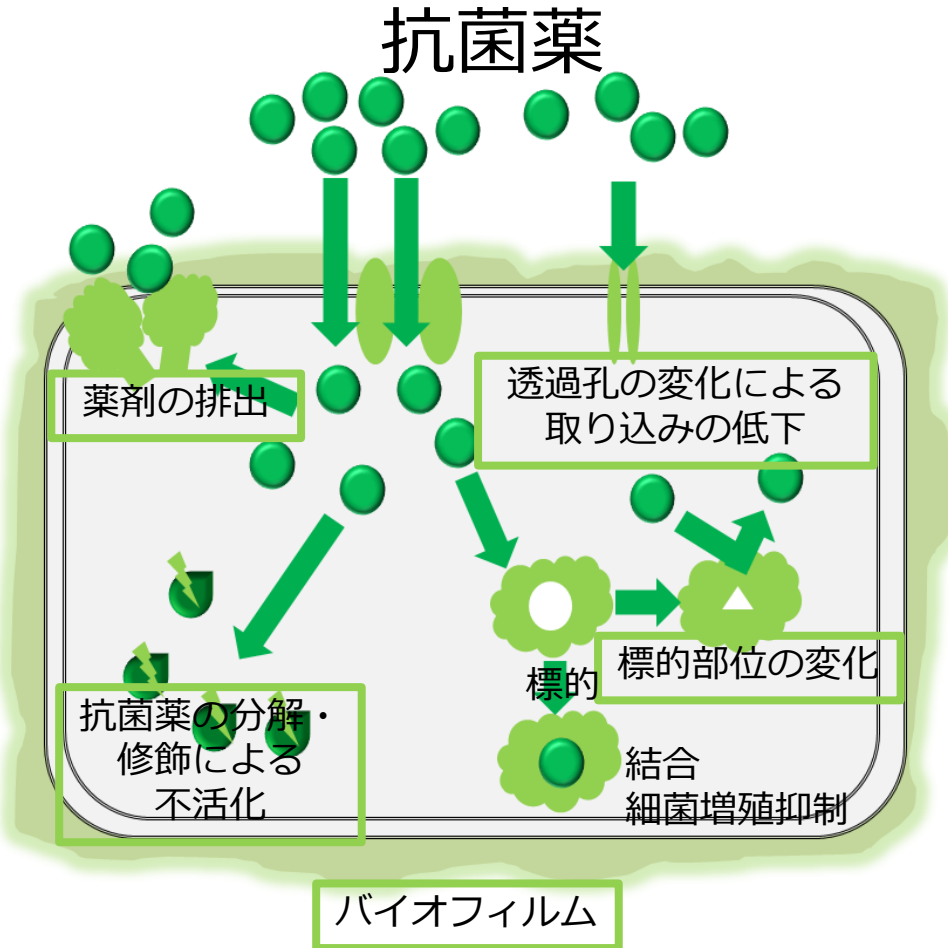 抗菌薬
薬剤の排出
透過孔の変化による
取り込みの低下
標的部位の変化
標的
抗菌薬の分解・
修飾による
不活化
結合
細菌増殖抑制
バイオフィルム